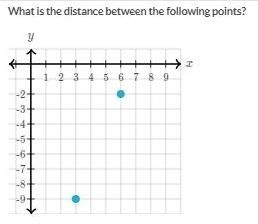 What is the distance between the following points?
y
x
1 2 3 4 5 6 7 8 9
-2
-3
-4
-5
-6
-7
-8
-9